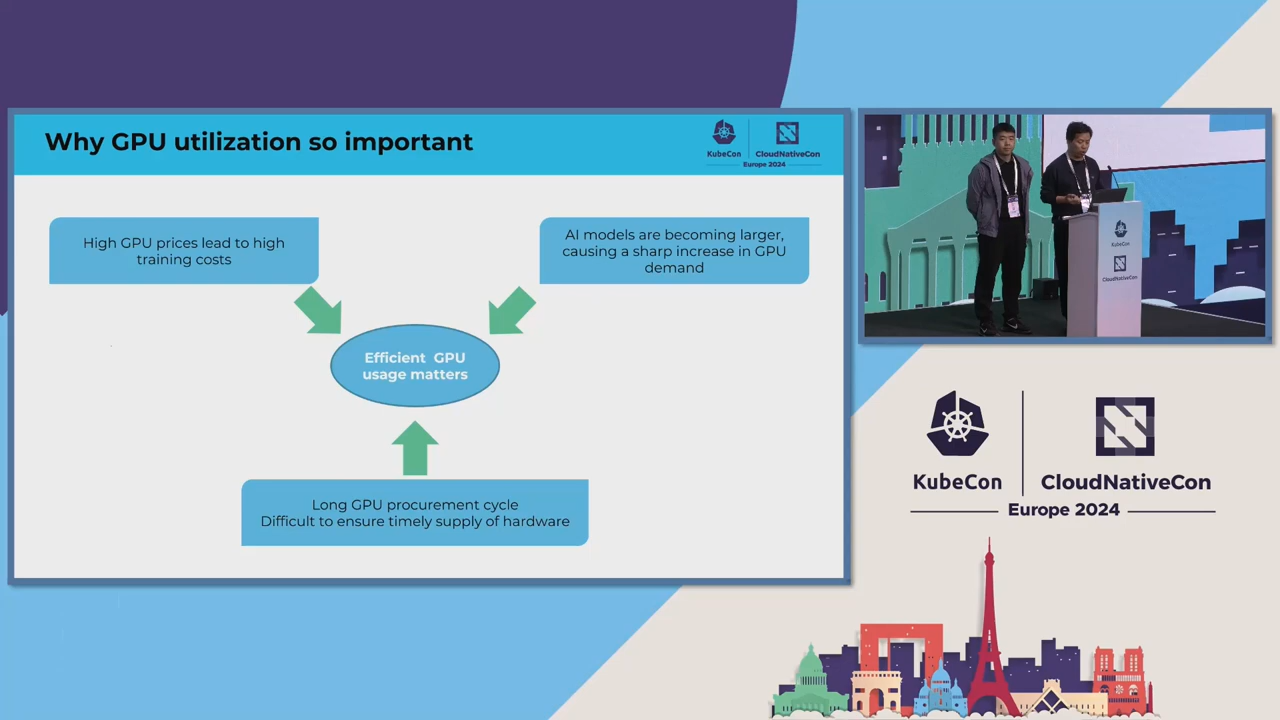 Why GPU utilization so important
KubeCon
CloudNativeCon
Europe 2024
High GPU prices lead to high
training costs
AI models are becoming larger,
causing a sharp increase in GPU
demand
Efficient GPU
usage matters
Long GPU procurement cycle
Difficult to ensure timely supply of hardware
KubeCon
CloudNativeCon
KubeCon
CloudNativeCon
Europe 2024